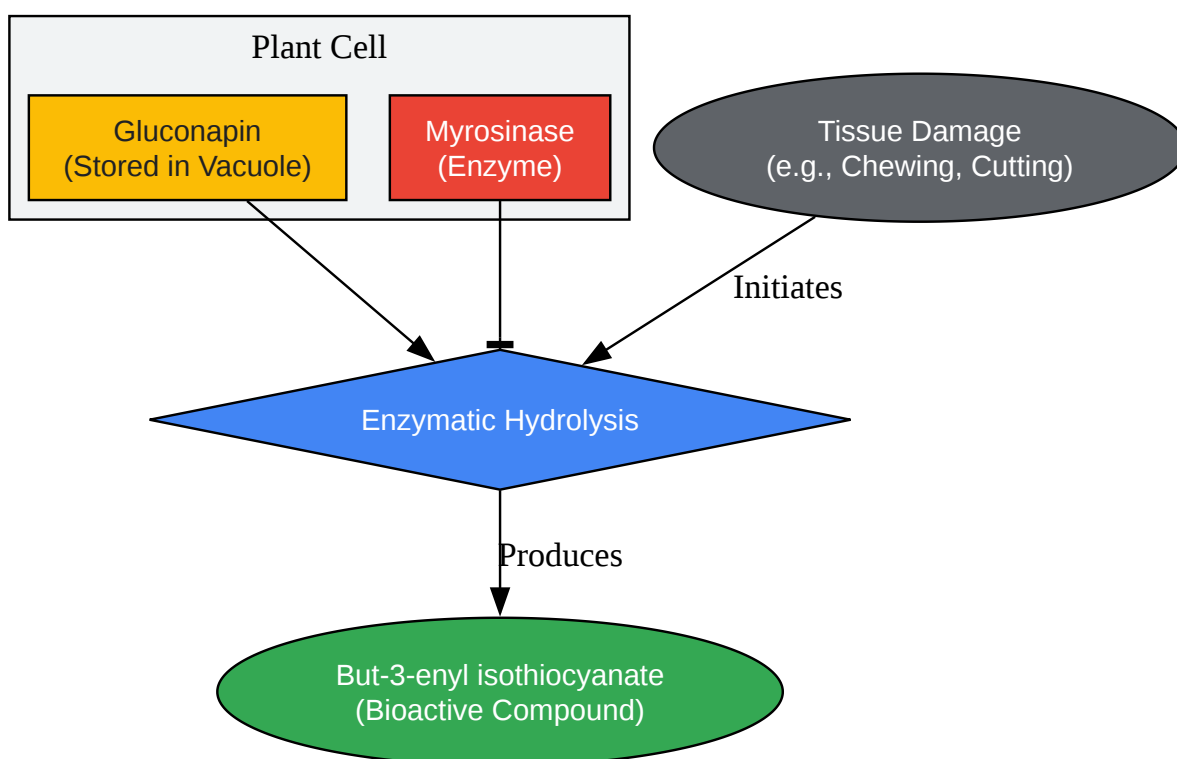 Plant Cell
Gluconapin
(Stored in Vacuole)
Myrosinase
(Enzyme)
Tissue Damage
(e.g., Chewing, Cutting)
Initiates
Enzymatic Hydrolysis
Produces
But-3-enyl isothiocyanate
(Bioactive Compound)